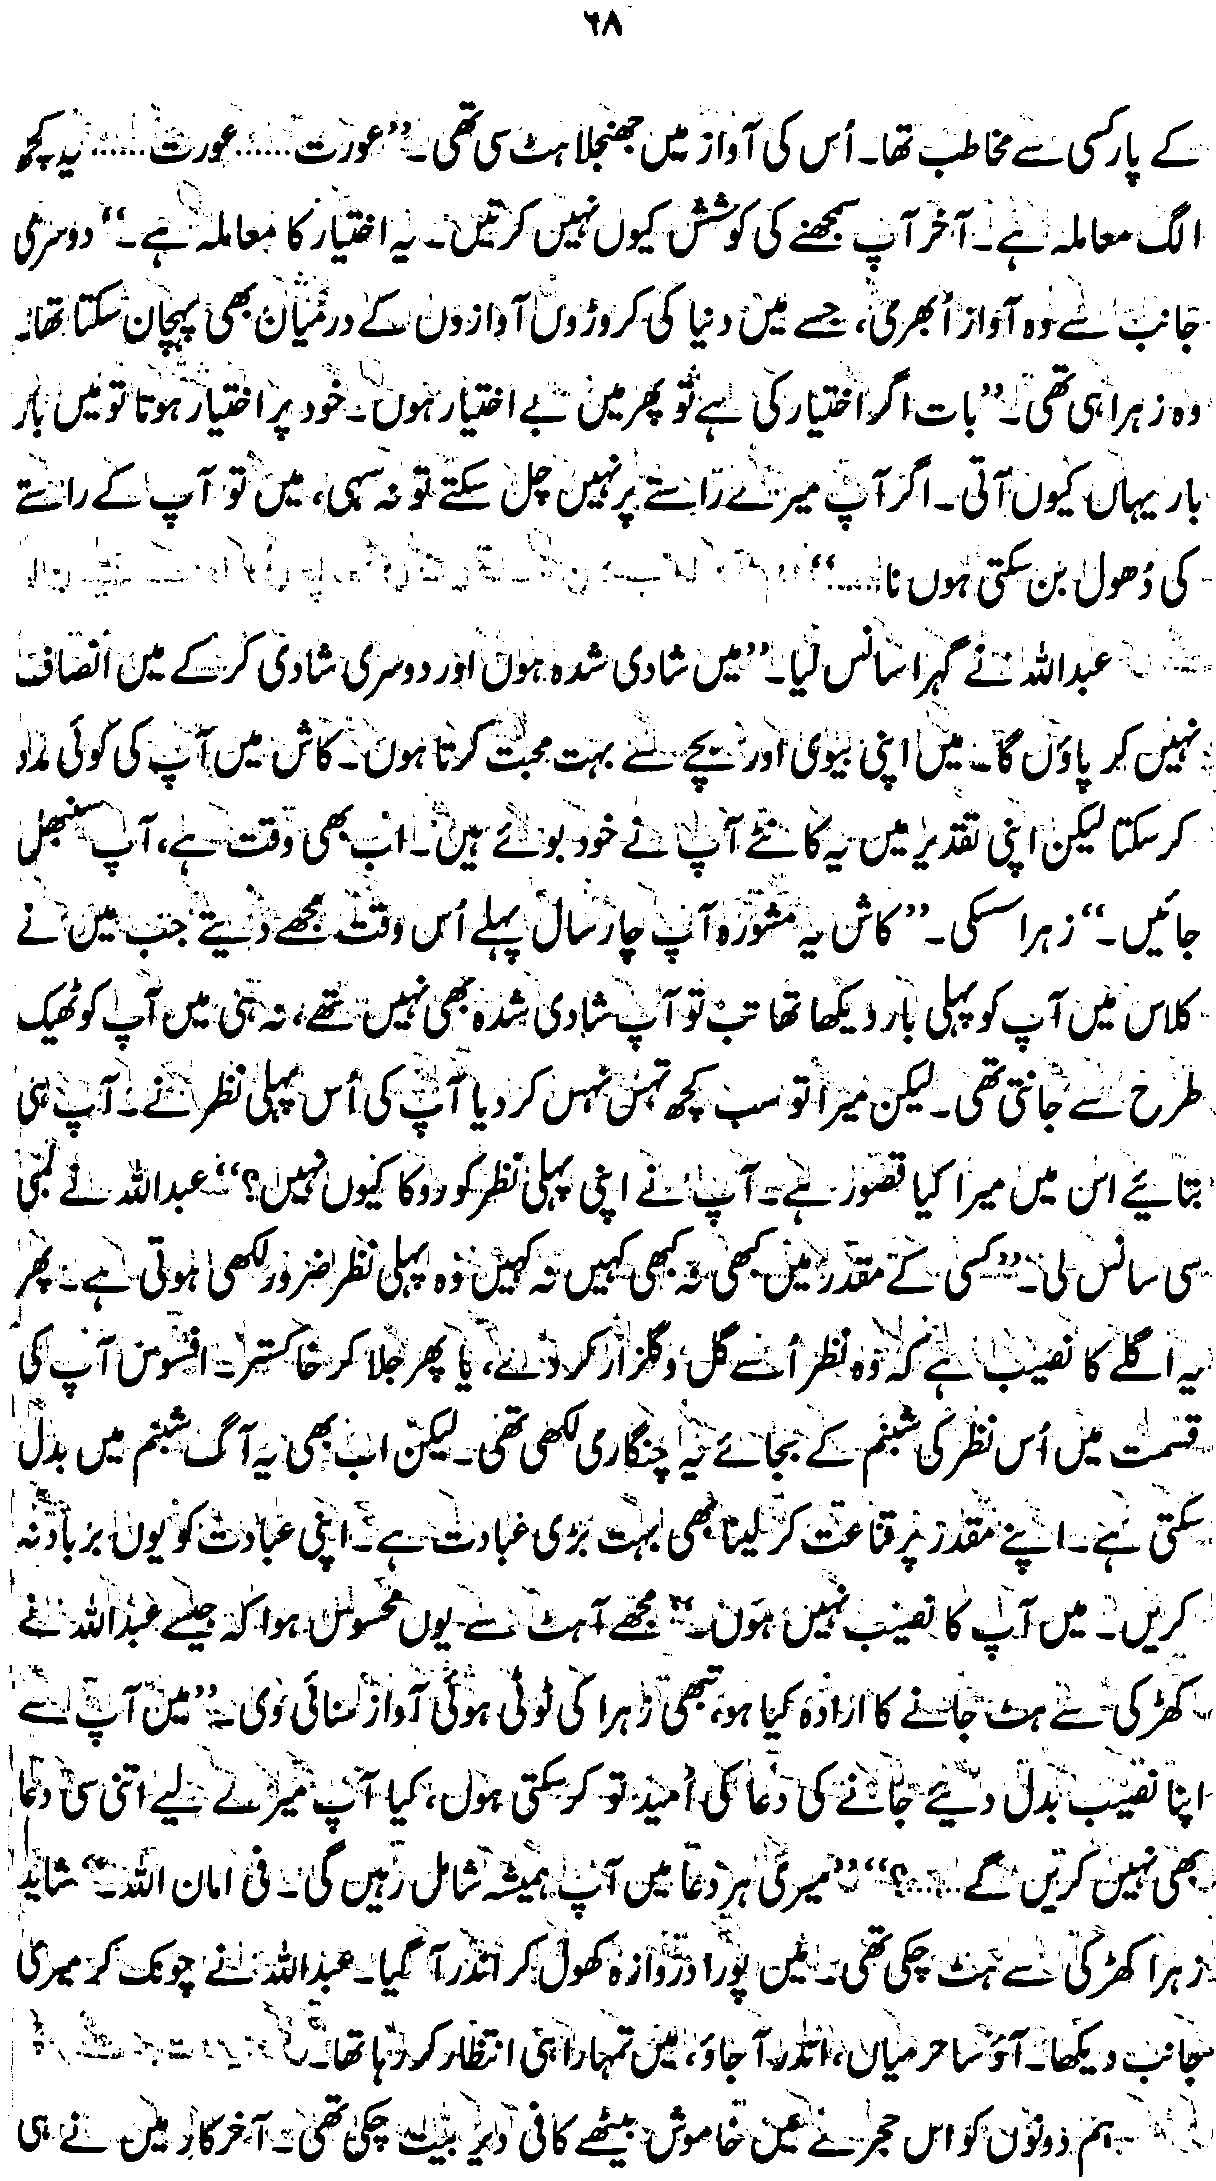 ۶۸
کے پار کسی سے مخاطب تھا۔ اُس کی آواز میں جھنجلاہٹ سی تھی۔ ”عورت......عورت...... یہ کچھ
الگ معاملہ ہے۔ آخر آپ سمجھنے کی کوشش کیوں نہیں کرتیں۔ یہ اختیار کا معاملہ ہے۔“ دوسری
جانب سے وہ آواز اُبھری، جسے میں دنیا کی کروڑوں آوازوں کے درمیان بھی پہچان سکتا تھا۔
وہ زہرا ہی تھی۔ ”بات اگر اختیار کی ہے تو پھر میں بے اختیار ہوں۔ خود پر اختیار ہوتا تو میں بار
بار یہاں کیوں آتی۔ اگر آپ میرے راستے پر نہیں چل سکتے تو نہ سہی، میں تو آپ کے راستے
کی دُھول بن سکتی ہوں نا......“
عبداللہ نے گہرا سانس لیا۔ ”میں شادی شدہ ہوں اور دوسری شادی کر کے میں انصاف
نہیں کر پاؤں گا۔ میں اپنی بیوی اور بچے سے بہت محبت کرتا ہوں۔ کاش میں آپ کی کوئی مدد
کر سکتا لیکن اپنی تقدیر میں یہ کانٹے آپ نے خود بوئے ہیں۔ اب بھی وقت ہے، آپ سنبھل
جائیں۔“ زہرا سسکی۔ ”کاش یہ مشورہ آپ چار سال پہلے اُس وقت مجھے دیتے جب میں نے
کلاس میں آپ کو پہلی بار دیکھا تھا تب تو آپ شادی شدہ بھی نہیں تھے، نہ ہی میں آپ کو ٹھیک
طرح سے جانتی تھی۔ لیکن میرا تو سب کچھ تہس نہس کر دیا آپ کی اُس پہلی نظر نے۔ آپ ہی
بتائیے اس میں میرا کیا قصور ہے۔ آپ نے اپنی پہلی نظر کو روکا کیوں نہیں؟“ عبداللہ نے لمبی
سی سانس لی۔ ”کسی کے مقدر میں کبھی نہ کبھی کہیں نہ کہیں وہ پہلی نظر ضرور لکھی ہوتی ہے۔ پھر
یہ اگلے کا نصیب ہے کہ وہ نظر اُسے گل و گلزار کر دے، یا پھر جلا کر خاکستر۔ افسوس آپ کی
قسمت میں اُس نظر کی شبنم کے بجائے یہ چنگاری لکھی تھی۔ لیکن اب بھی یہ آگ شبنم میں بدل
سکتی ہے۔ اپنے مقدر پر قناعت کر لینا بھی بہت بڑی عبادت ہے۔ اپنی عبادت کو یوں برباد نہ
کریں۔ میں آپ کا نصیب نہیں ہوں۔“ مجھے آہٹ سے یوں محسوس ہوا کہ جیسے عبداللہ نے
کھڑکی سے ہٹ جانے کا ارادہ کیا ہو، تبھی زہرا کی ٹوٹی ہوئی آواز سنائی دی۔ ”میں آپ سے
اپنا نصیب بدل دئیے جانے کی دعا کی اُمید تو کر سکتی ہوں، کیا آپ میرے لیے اتنی سی دعا
بھی نہیں کریں گے......؟“ ”میری ہر دعا میں آپ ہمیشہ شامل رہیں گی۔ فی امان اللہ۔“ شاید
زہرا کھڑکی سے ہٹ چکی تھی۔ میں پورا دروازہ کھول کر اندر آ گیا۔ عبداللہ نے چونک کر میری
جانب دیکھا۔ آؤ ساحر میاں، اندر آ جاؤ، میں تمہارا ہی انتظار کر رہا تھا۔
ہم دونوں کو اس حجرے میں خاموش بیٹھے کافی دیر بیت چکی تھی۔ آخر کار میں نے ہی